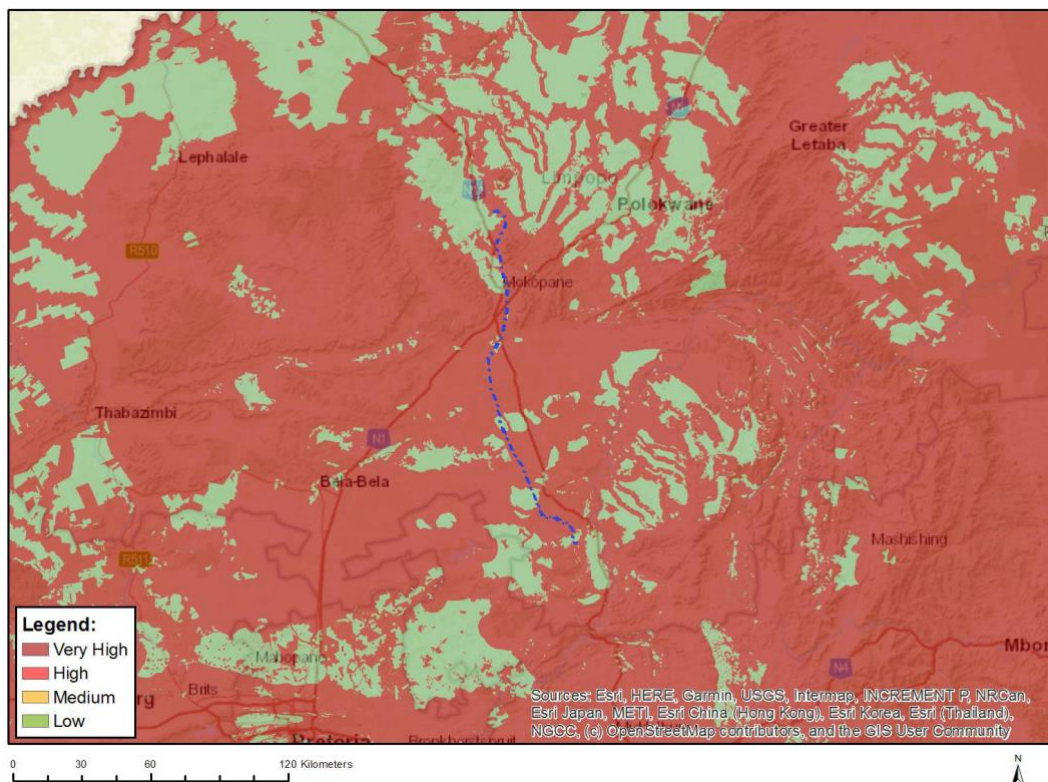 Lephalale
Greater
Letaba
Limpopo
Polokwane
R510
Mokopane
Thabazimbi
N1
Bela-Bela
R511
Mashishing
Legend:
Very High
High
Medium
Low
Mabopane
Brits
N4
Sources: Esri, HERE, Garmin, USGS, Intermap, INCREMENT P, NRCan,
Esri Japan, METI, Esri China (Hong Kong), Esri Korea, Esri (Thailand),
NGCC, (c) OpenStreetMap contributors, and the GIS User Community
Pretoria
Bronkhorstspruit
0 30 60 120 Kilometers
N